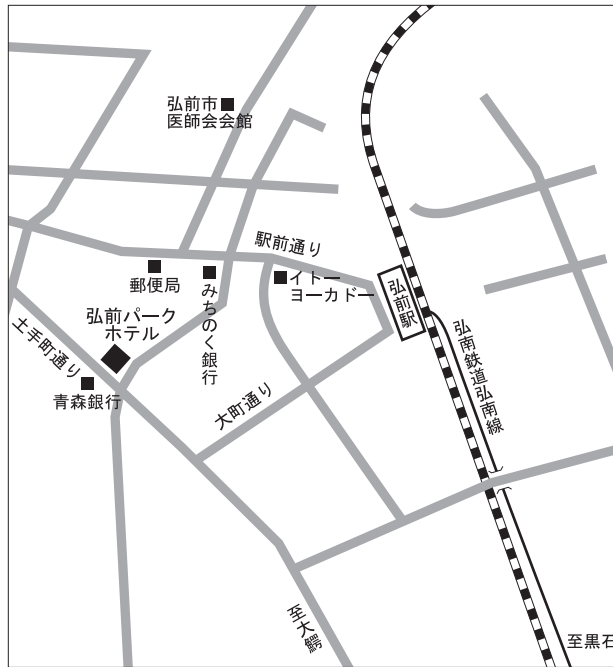 弘前市
医師会会館
駅前通り
郵便局
みちのく銀行
イトー
ヨーカドー
弘前駅
弘南鉄道弘南線
弘前パーク
ホテル
土手町通り
青森銀行
大町通り
至大鰐
至黒石